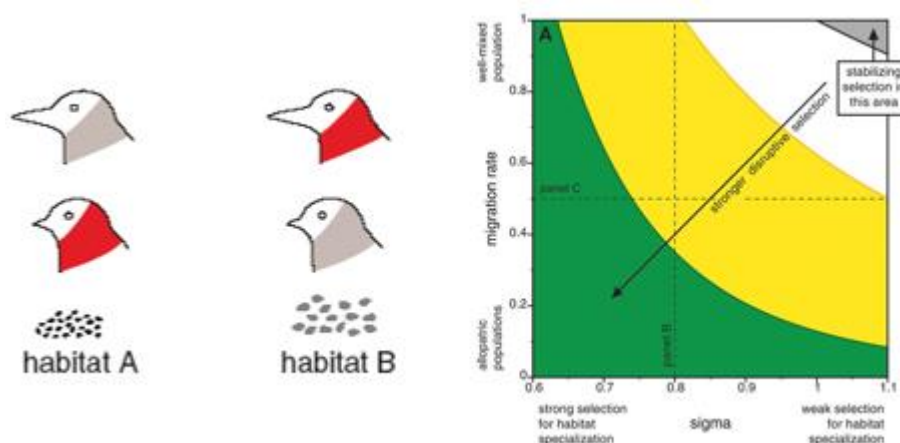 habitat A
habitat B
A
well-mixed
population
migration rate
allopatric
populations
1
0.8
0.6
0.4
0.2
0
panel C
panel B
stronger disruptive selection
stabilizing
selection i
this area
0.6
0.7
0.8
0.9
1
1.1
strong selection
for habitat
specialization
sigma
weak selection
for habitat
specialization